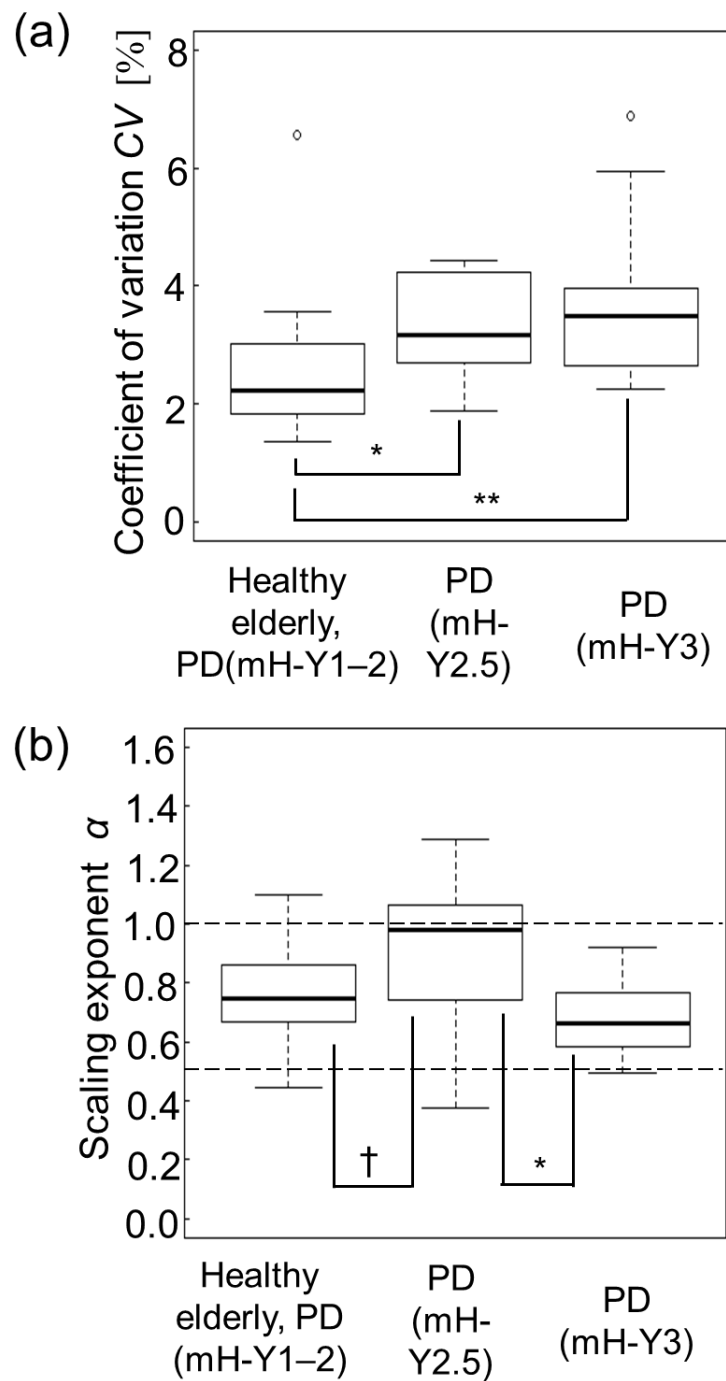 (a)
Coefficient of variation CV [%]
8
6
4
2
0
*
**
Healthy
elderly,
PD(mH-Y1–2)
PD
(mH-
Y2.5)
PD
(mH-Y3)
(b)
Scaling exponent α
1.6
1.4
1.2
1.0
0.8
0.6
0.4
0.2
0.0
†
*
Healthy
elderly, PD
(mH-Y1–2)
PD
(mH-
Y2.5)
PD
(mH-Y3)